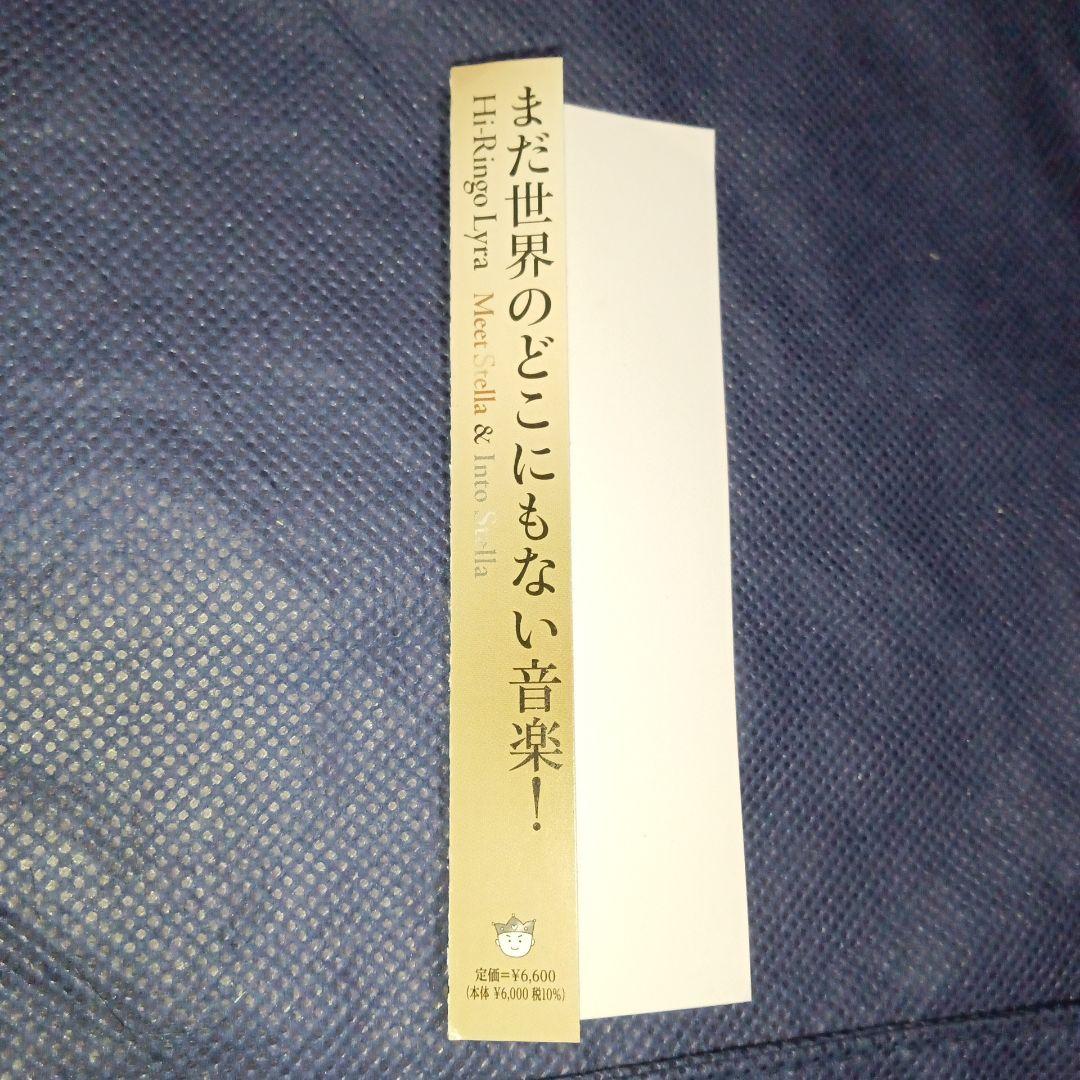 まだ世界のどこにもない音楽！
Hi-Ringo Lyra Meet Stella & Into Stella
定価=¥6,600
(本体 ¥6,000 税10%)